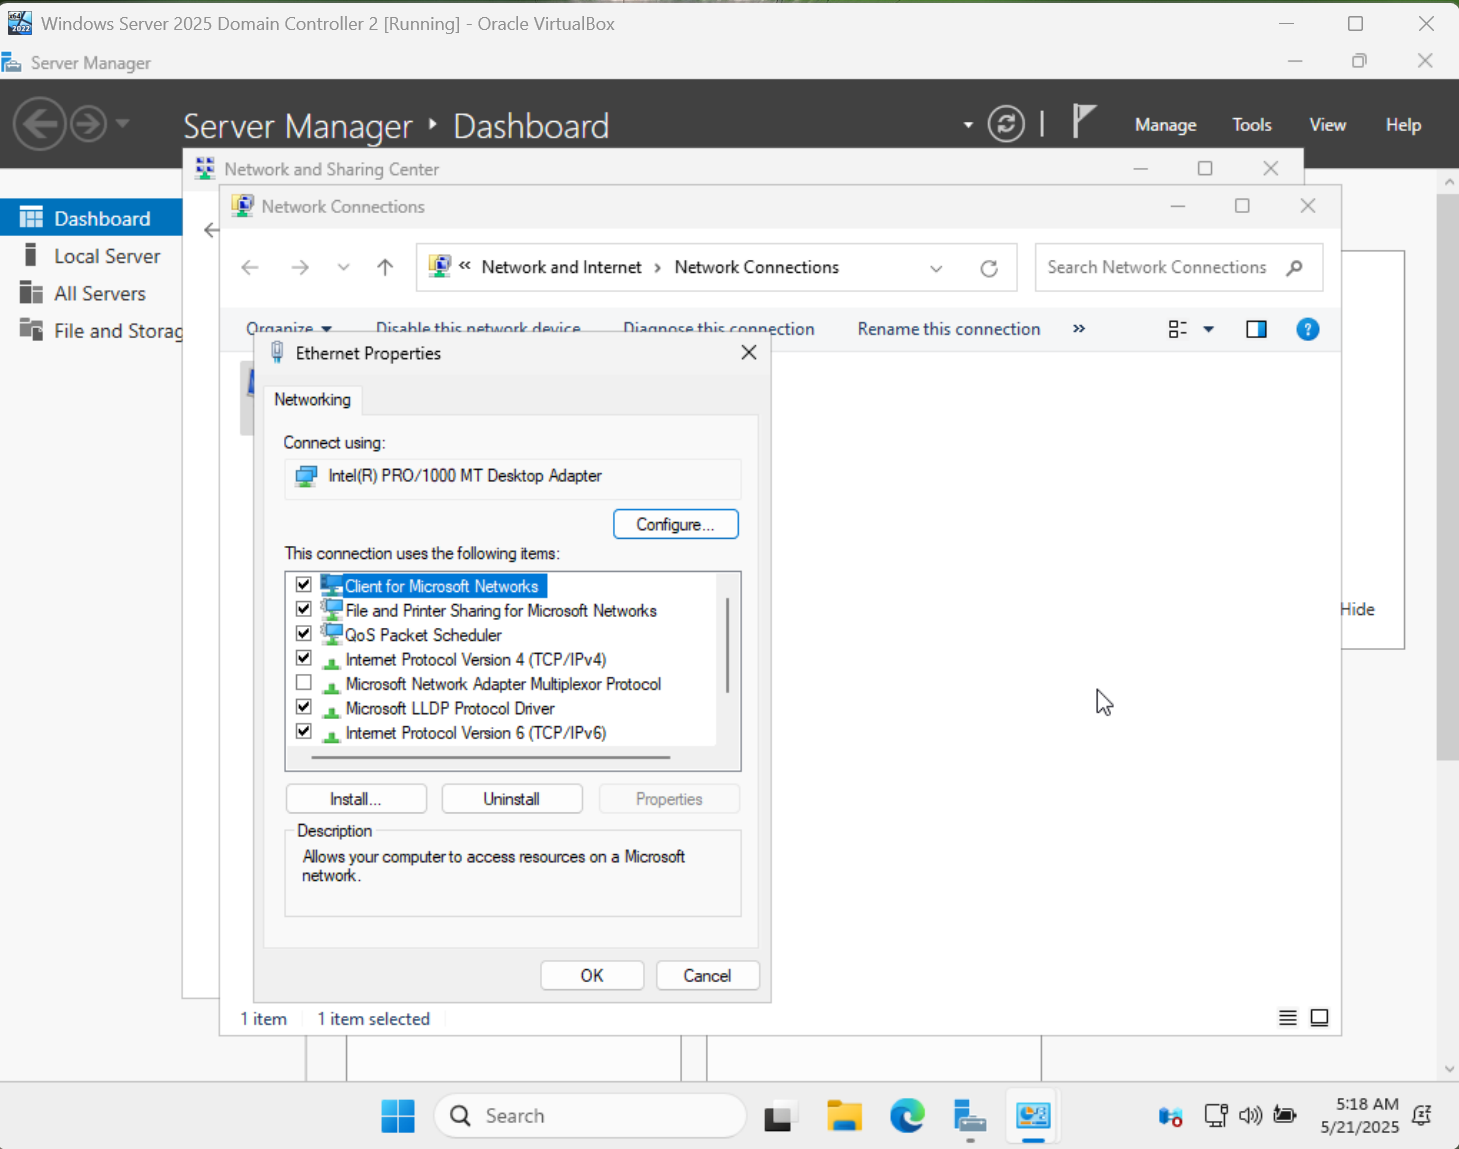 Windows Server 2025 Domain Controller 2 [Running] - Oracle VirtualBox
Server Manager
Server Manager ‣ Dashboard
Manage Tools View Help
Network and Sharing Center
Dashboard
Local Server
All Servers
File and Storag
Network Connections
« Network and Internet › Network Connections
Search Network Connections
Organize Disable this network device Diagnose this connection Rename this connection »
Ethernet Properties
Networking
Connect using:
Intel(R) PRO/1000 MT Desktop Adapter
Configure...
This connection uses the following items:
Client for Microsoft Networks
File and Printer Sharing for Microsoft Networks
QoS Packet Scheduler
Internet Protocol Version 4 (TCP/IPv4)
Microsoft Network Adapter Multiplexor Protocol
Microsoft LLDP Protocol Driver
Internet Protocol Version 6 (TCP/IPv6)
Install... Uninstall Properties
Description
Allows your computer to access resources on a Microsoft
network.
OK Cancel
Hide
1 item 1 item selected
Search
5:18 AM
5/21/2025